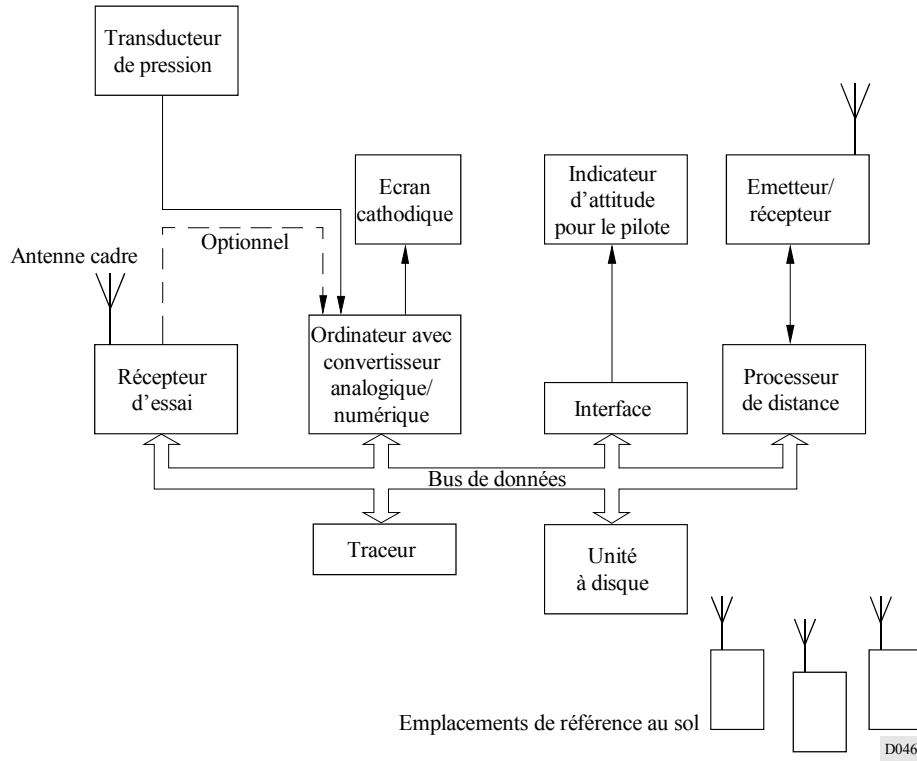 Transducteur
de pression
Ecran
cathodique
Indicateur
d'attitude
pour le pilote
Emetteur/
récepteur
Optionnel
Antenne cadre
Récepteur
d'essai
Ordinateur avec
convertisseur
analogique/
numérique
Interface
Processeur
de distance
Bus de données
Traceur
Unité
à disque
Emplacements de référence au sol
D046